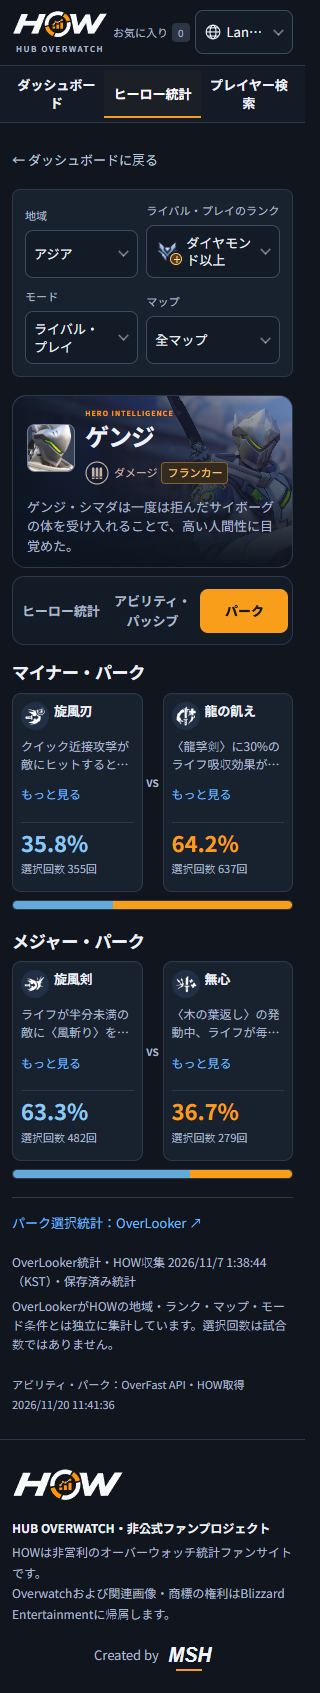 HOW
HUB OVERWATCH
お気に入り 0
Lan…
ダッシュボー
ド
ヒーロー統計
プレイヤー検
索
← ダッシュボードに戻る
地域
アジア
ライバル・プレイのランク
ダイヤモン
ド以上
モード
ライバル・
プレイ
マップ
全マップ
HERO INTELLIGENCE
ゲンジ
ダメージ フランカー
ゲンジ・シマダは一度は拒んだサイボーグ
の体を受け入れることで、高い人間性に目
覚めた。
ヒーロー統計
アビリティ・
パッシブ
パーク
マイナー・パーク
旋風刃
クイック近接攻撃が
敵にヒットすると…
もっと見る
35.8%
選択回数 355回
VS
龍の飢え
〈龍撃剣〉に30%の
ライフ吸収効果が…
もっと見る
64.2%
選択回数 637回
メジャー・パーク
旋風剣
ライフが半分未満の
敵に〈風斬り〉を…
もっと見る
63.3%
選択回数 482回
VS
無心
〈木の葉返し〉の発
動中、ライフが毎…
もっと見る
36.7%
選択回数 279回
パーク選択統計：OverLooker ↗
OverLooker統計・HOW収集 2026/11/7 1:38:44
（KST）・保存済み統計
OverLookerがHOWの地域・ランク・マップ・モー
ド条件とは独立に集計しています。選択回数は試合
数ではありません。
アビリティ・パーク：OverFast API・HOW取得
2026/11/20 11:41:36
HOW
HUB OVERWATCH・非公式ファンプロジェクト
HOWは非営利のオーバーウォッチ統計ファンサイト
です。
Overwatchおよび関連画像・商標の権利はBlizzard
Entertainmentに帰属します。
Created by MSH